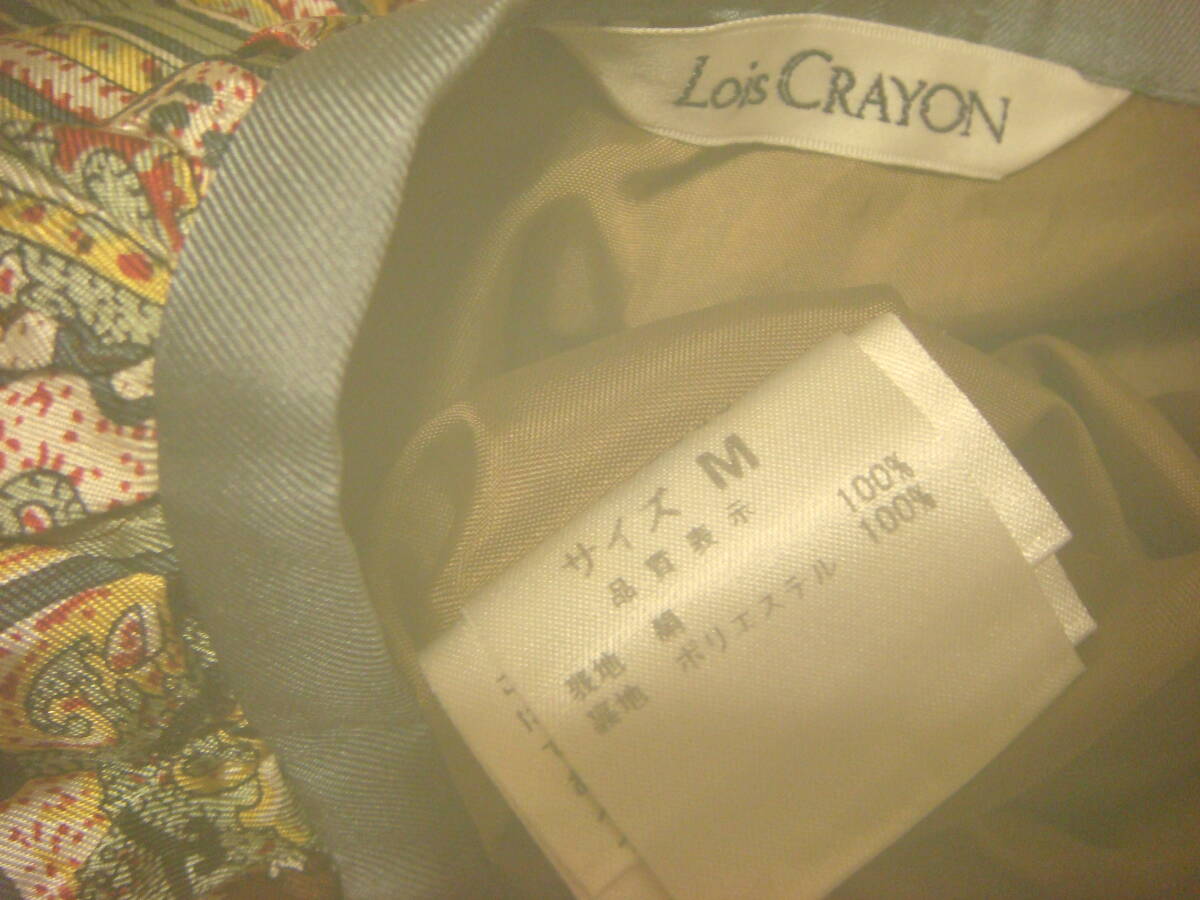 Lois CRAYON
サイズ M
品質表示
表地 絹 100%
裏地 ポリエステル 100%